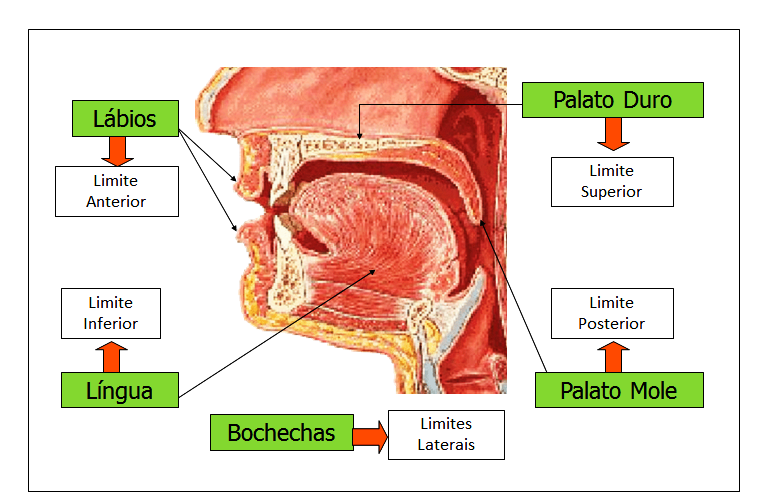 Lábios
Limite
Anterior
Palato Duro
Limite
Superior
Limite
Inferior
Língua
Limite
Posterior
Palato Mole
Bochechas
Limites
Laterais